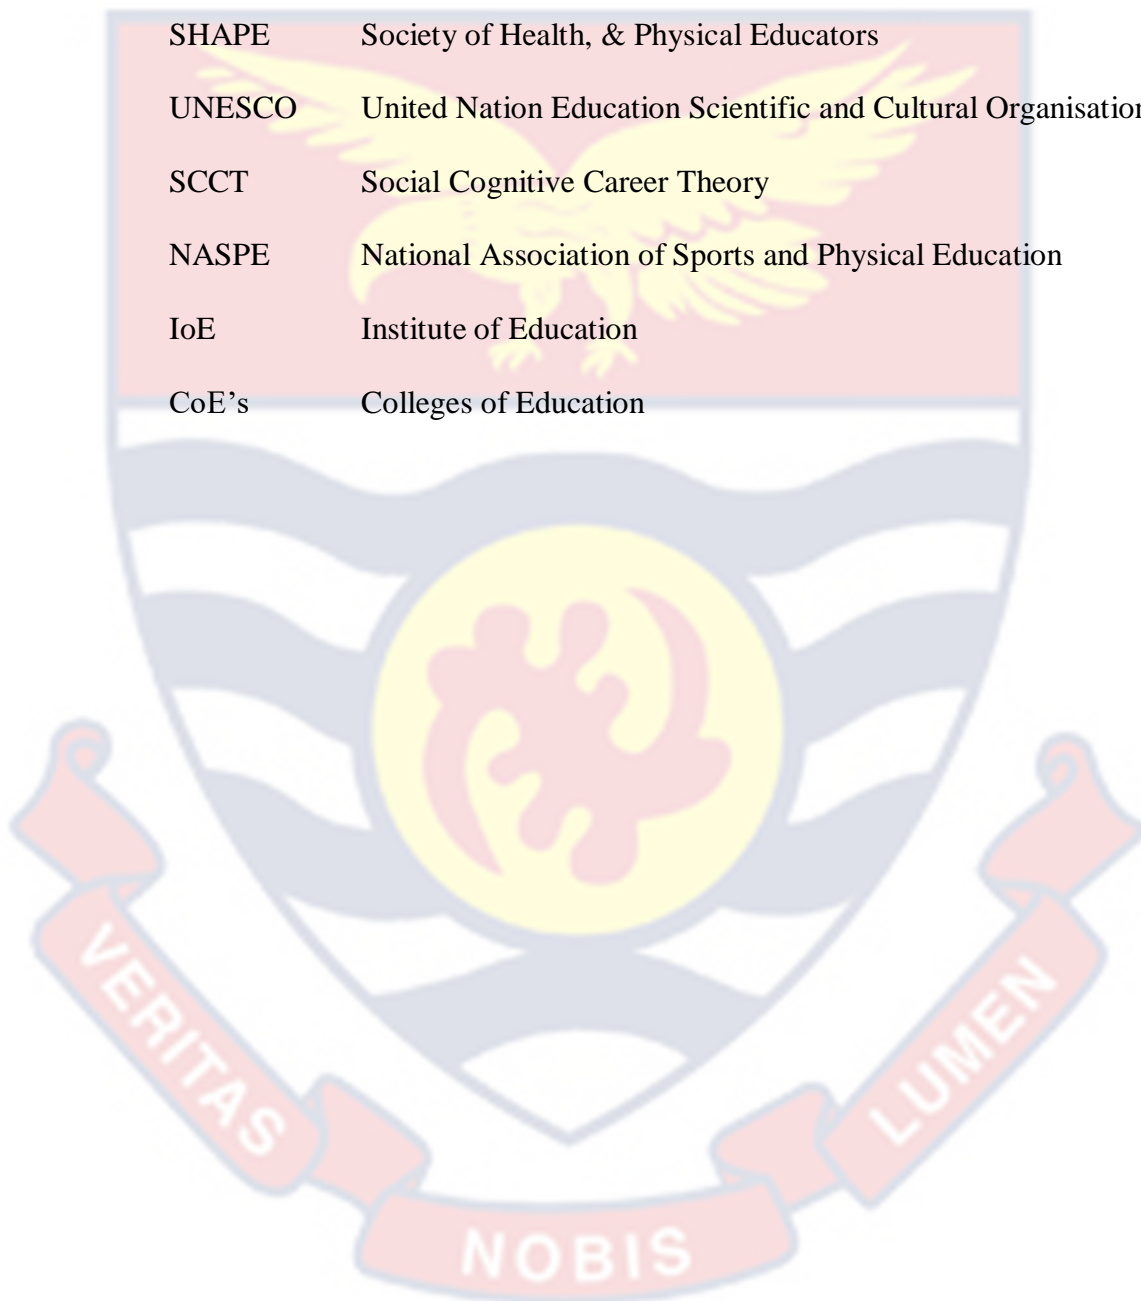 SHAPE Society of Health, & Physical Educators
UNESCO United Nation Education Scientific and Cultural Organisation
SCCT Social Cognitive Career Theory
NASPE National Association of Sports and Physical Education
IoE Institute of Education
CoE’s Colleges of Education
VERITAS
NOBIS
LUMEN